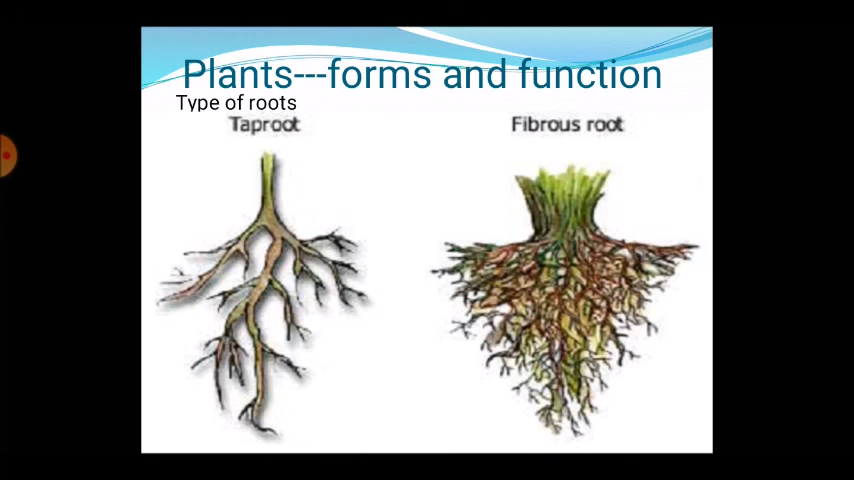 Plants---forms and function
Type of roots
Taproot
Fibrous root